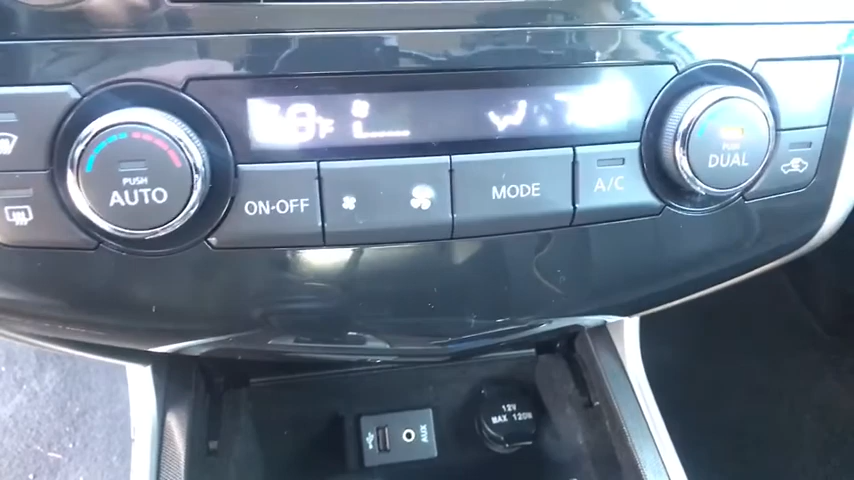 PUSH
AUTO
ON•OFF
MODE
A/C
PUSH
DUAL
AUX
12V
MAX 120W